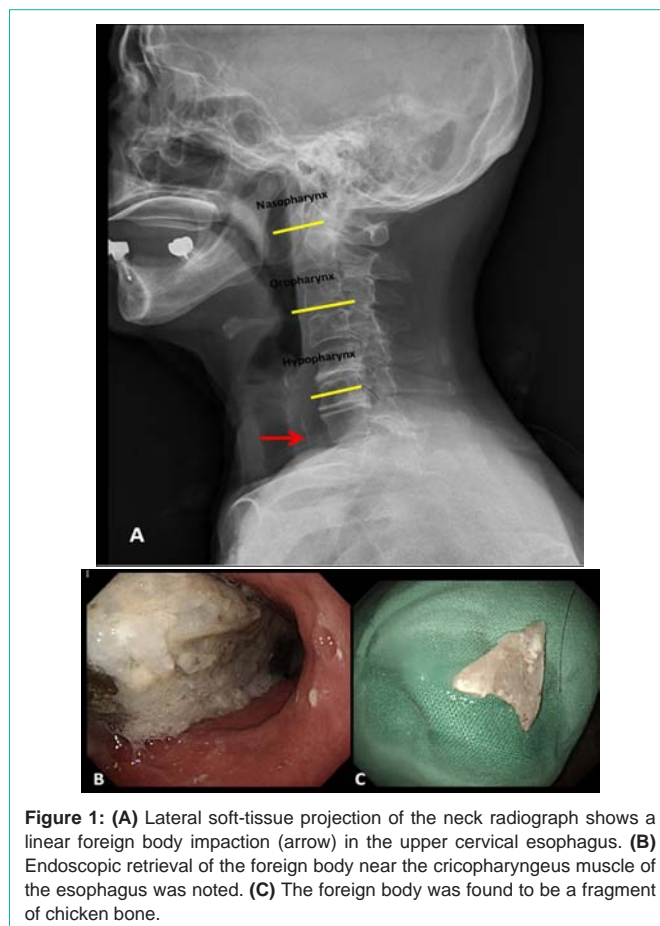 Nasopharynx
Oropharynx
Hypopharynx
A
B
C
Figure 1: (A) Lateral soft-tissue projection of the neck radiograph shows a
linear foreign body impaction (arrow) in the upper cervical esophagus. (B)
Endoscopic retrieval of the foreign body near the cricopharyngeus muscle of
the esophagus was noted. (C) The foreign body was found to be a fragment
of chicken bone.